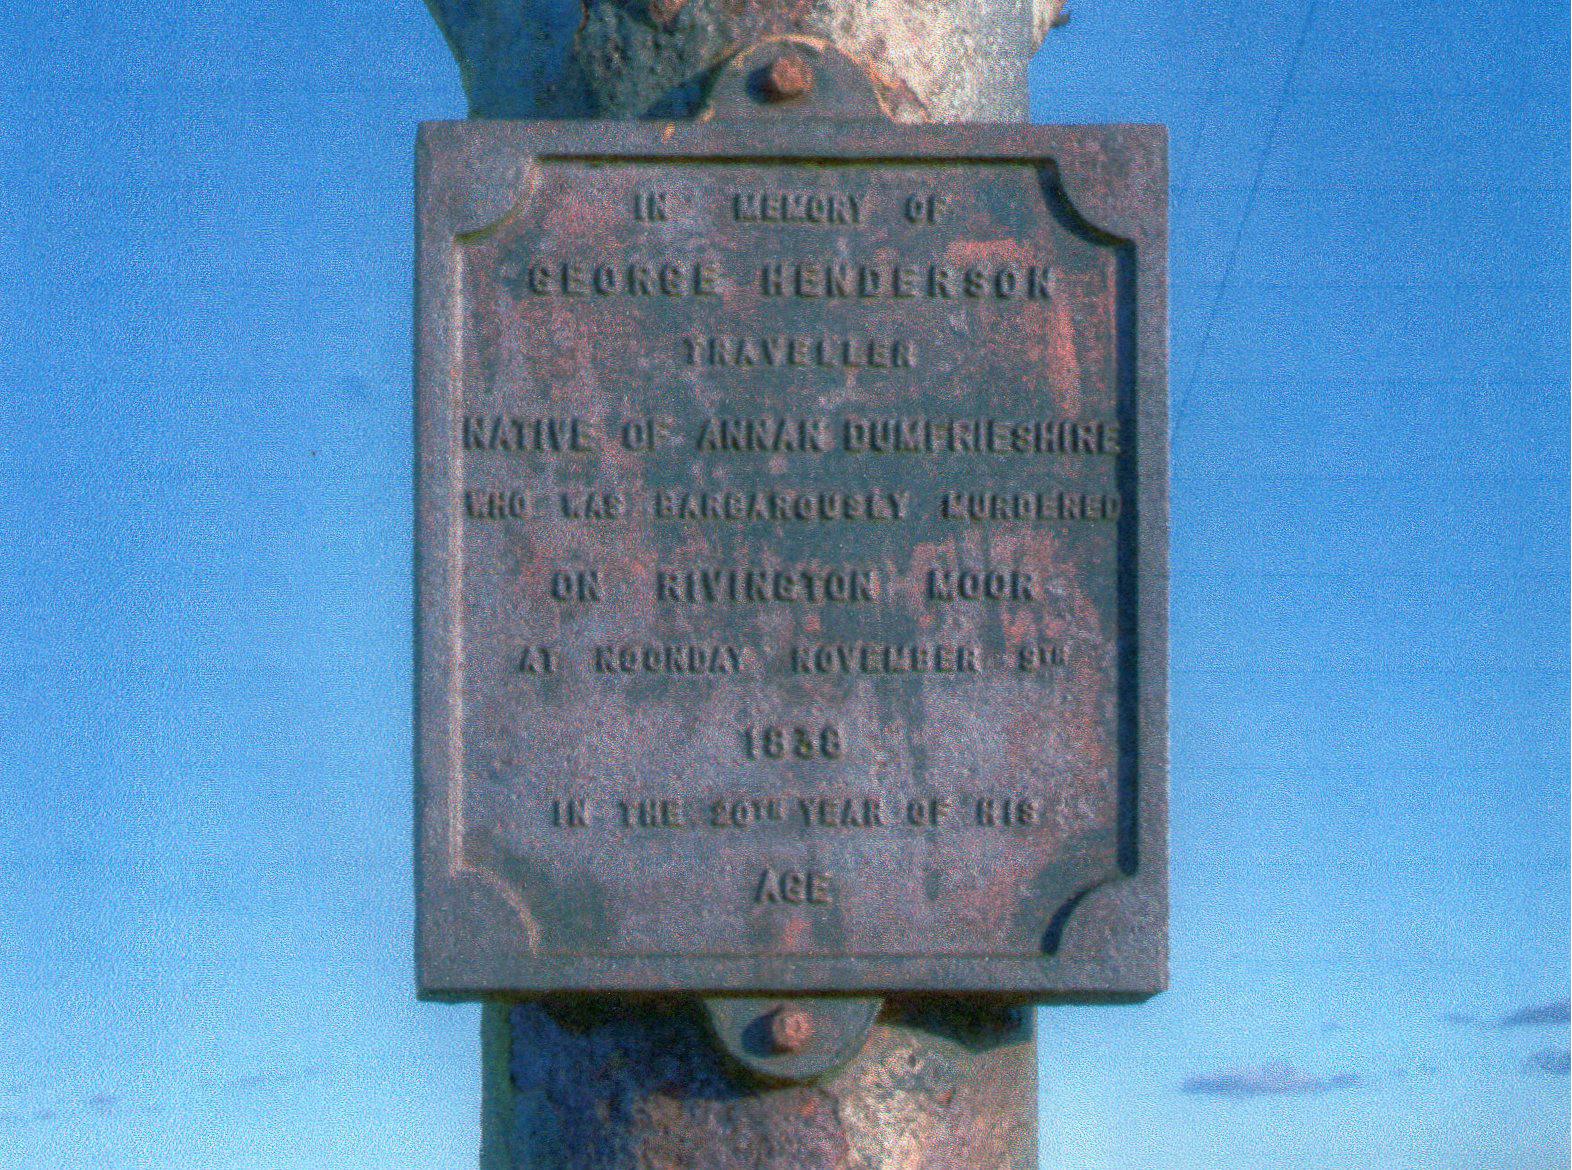 IN MEMORY OF
GEORGE HENDERSON
TRAVELLER
NATIVE OF ANNAN DUMFRIESHIRE
WHO WAS BARBAROUSLY MURDERED
ON RIVINGTON MOOR
AT NOONDAY NOVEMBER 9TH
1838
IN THE 20TH YEAR OF HIS
AGE